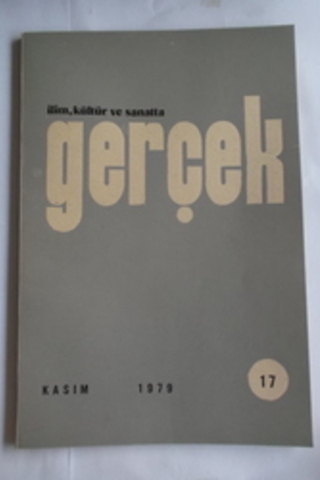 ilim, kültür ve sanatta
gerçek
KASIM 1979 17